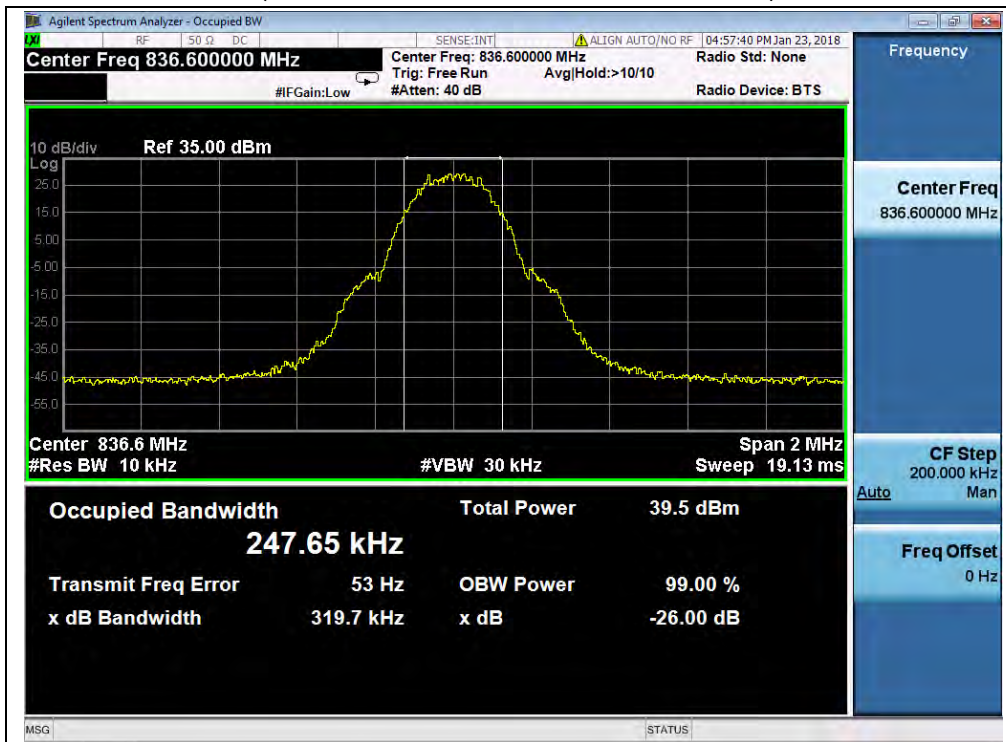 Agilent Spectrum Analyzer - Occupied BW
LXI RF 50 Ω DC SENSE:INT ALIGN AUTO/NO RF 04:57:40 PM Jan 23, 2018
Center Freq 836.600000 MHz
Center Freq: 836.600000 MHz
Radio Std: None
Trig: Free Run Avg|Hold:>10/10
#IFGain:Low
#Atten: 40 dB
Radio Device: BTS
10 dB/div Ref 35.00 dBm
Log
25.0
15.0
5.00
-5.00
-15.0
-25.0
-35.0
-45.0
-55.0
Center 836.6 MHz Span 2 MHz
#Res BW 10 kHz #VBW 30 kHz Sweep 19.13 ms
Occupied Bandwidth Total Power 39.5 dBm
247.65 kHz
Transmit Freq Error 53 Hz OBW Power 99.00 %
x dB Bandwidth 319.7 kHz x dB -26.00 dB
MSG STATUS
Frequency
Center Freq
836.600000 MHz
CF Step
200.000 kHz
Auto Man
Freq Offset
0 Hz